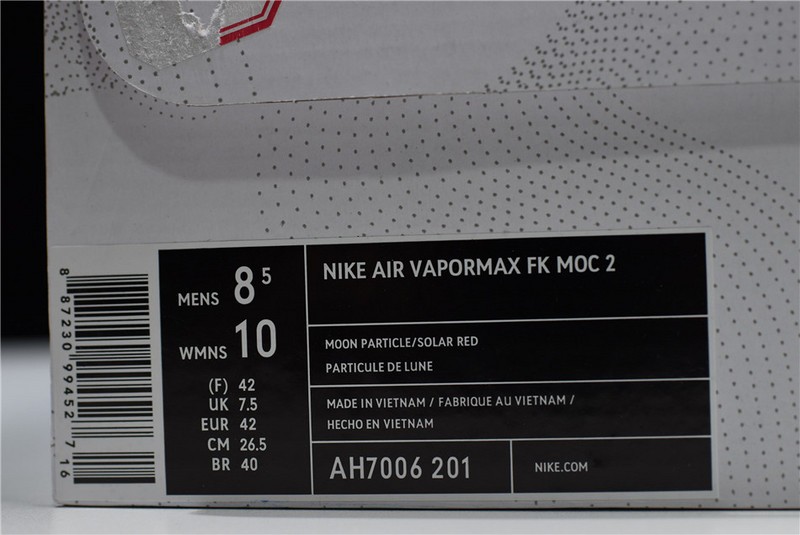 8 87230 99452 7 16
MENS 8 5
WMNS 10
(F) 42
UK 7.5
EUR 42
CM 26.5
BR 40
NIKE AIR VAPORMAX FK MOC 2
MOON PARTICLE/SOLAR RED
PARTICULE DE LUNE
MADE IN VIETNAM / FABRIQUE AU VIETNAM /
HECHO EN VIETNAM
AH7006 201
NIKE.COM